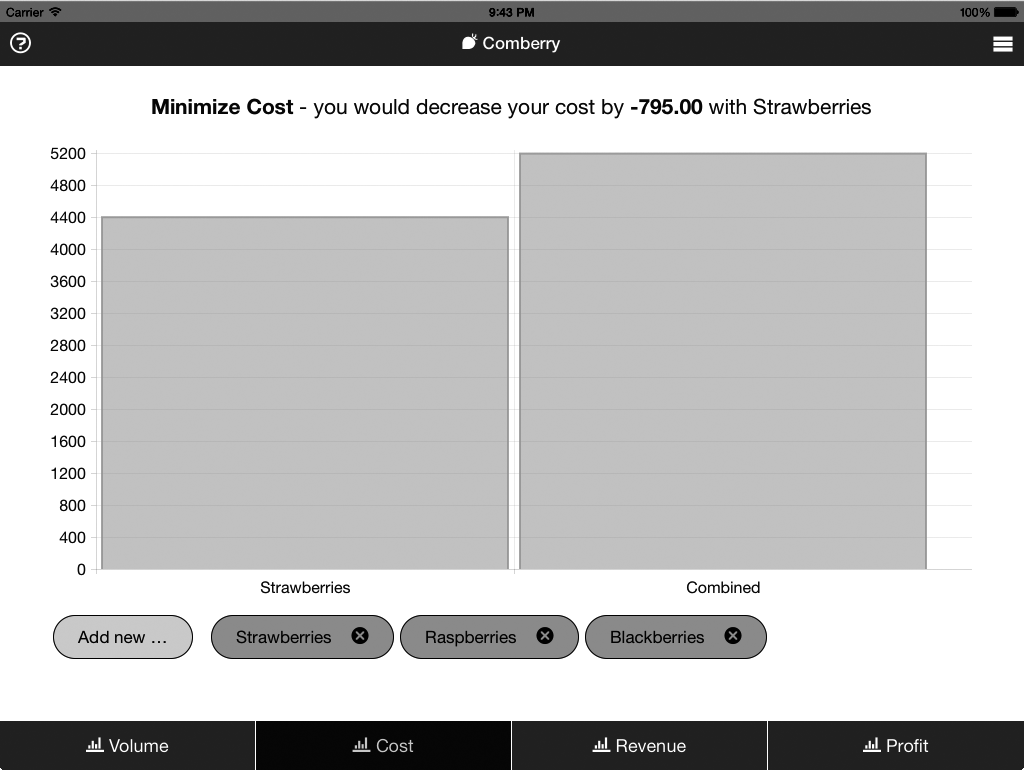 Carrier 9:43 PM 100%
Comberry
Minimize Cost - you would decrease your cost by -795.00 with Strawberries
5200
4800
4400
4000
3600
3200
2800
2400
2000
1600
1200
800
400
0
Strawberries Combined
Add new ... Strawberries Raspberries Blackberries
Volume Cost Revenue Profit